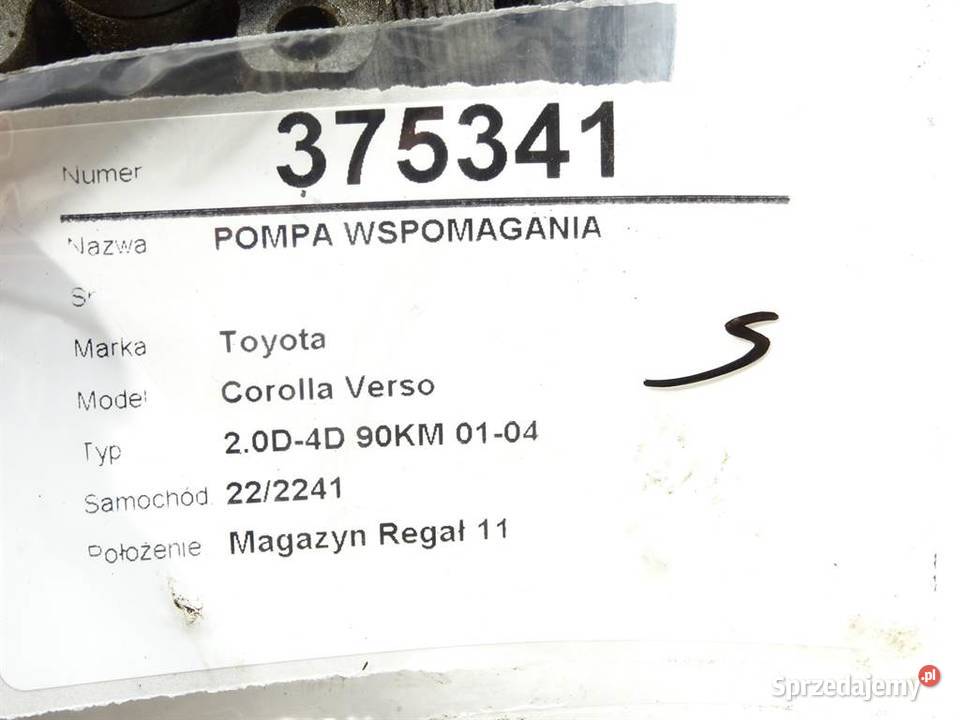 Numer 375341
Nazwa POMPA WSPOMAGANIA
Marka Toyota
Model Corolla Verso
Typ 2.0D-4D 90KM 01-04
Samochód 22/2241
Położenie Magazyn Regał 11
S
Sprzedajemy.pl